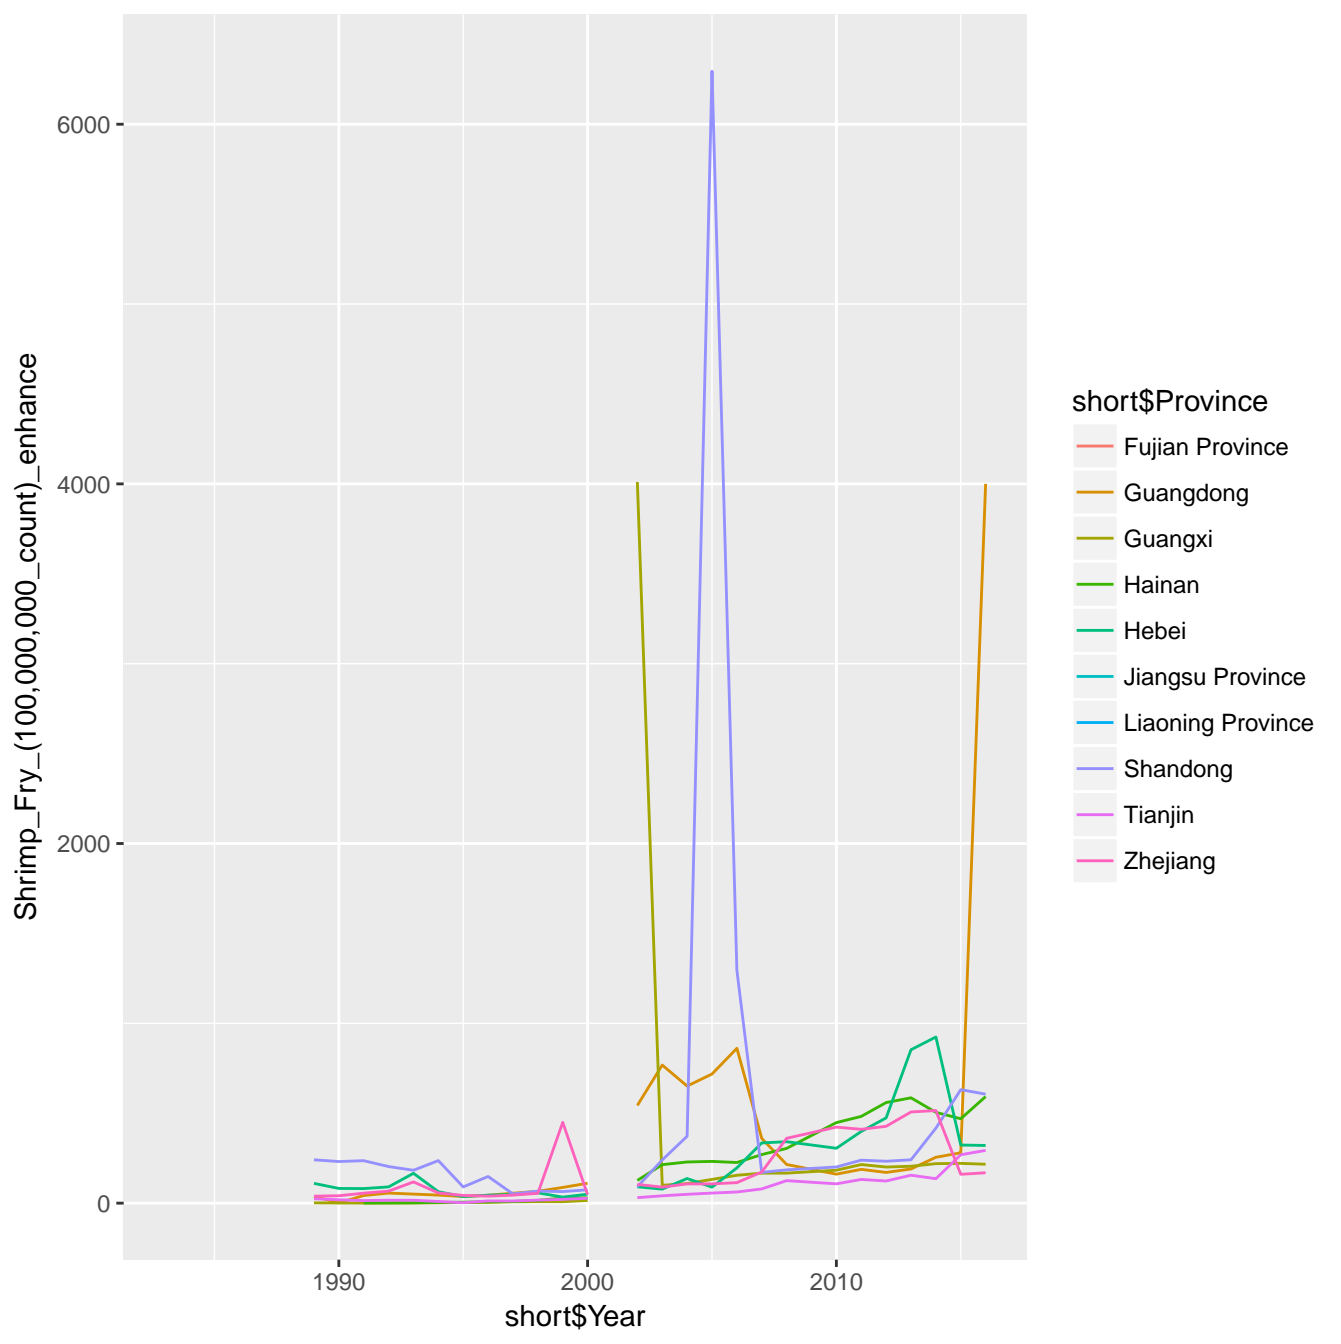 6000
4000
2000
0
Shrimp_Fry_(100,000,000_count)_enhance
1990
2000
2010
short$Year
short$Province
Fujian Province
Guangdong
Guangxi
Hainan
Hebei
Jiangsu Province
Liaoning Province
Shandong
Tianjin
Zhejiang